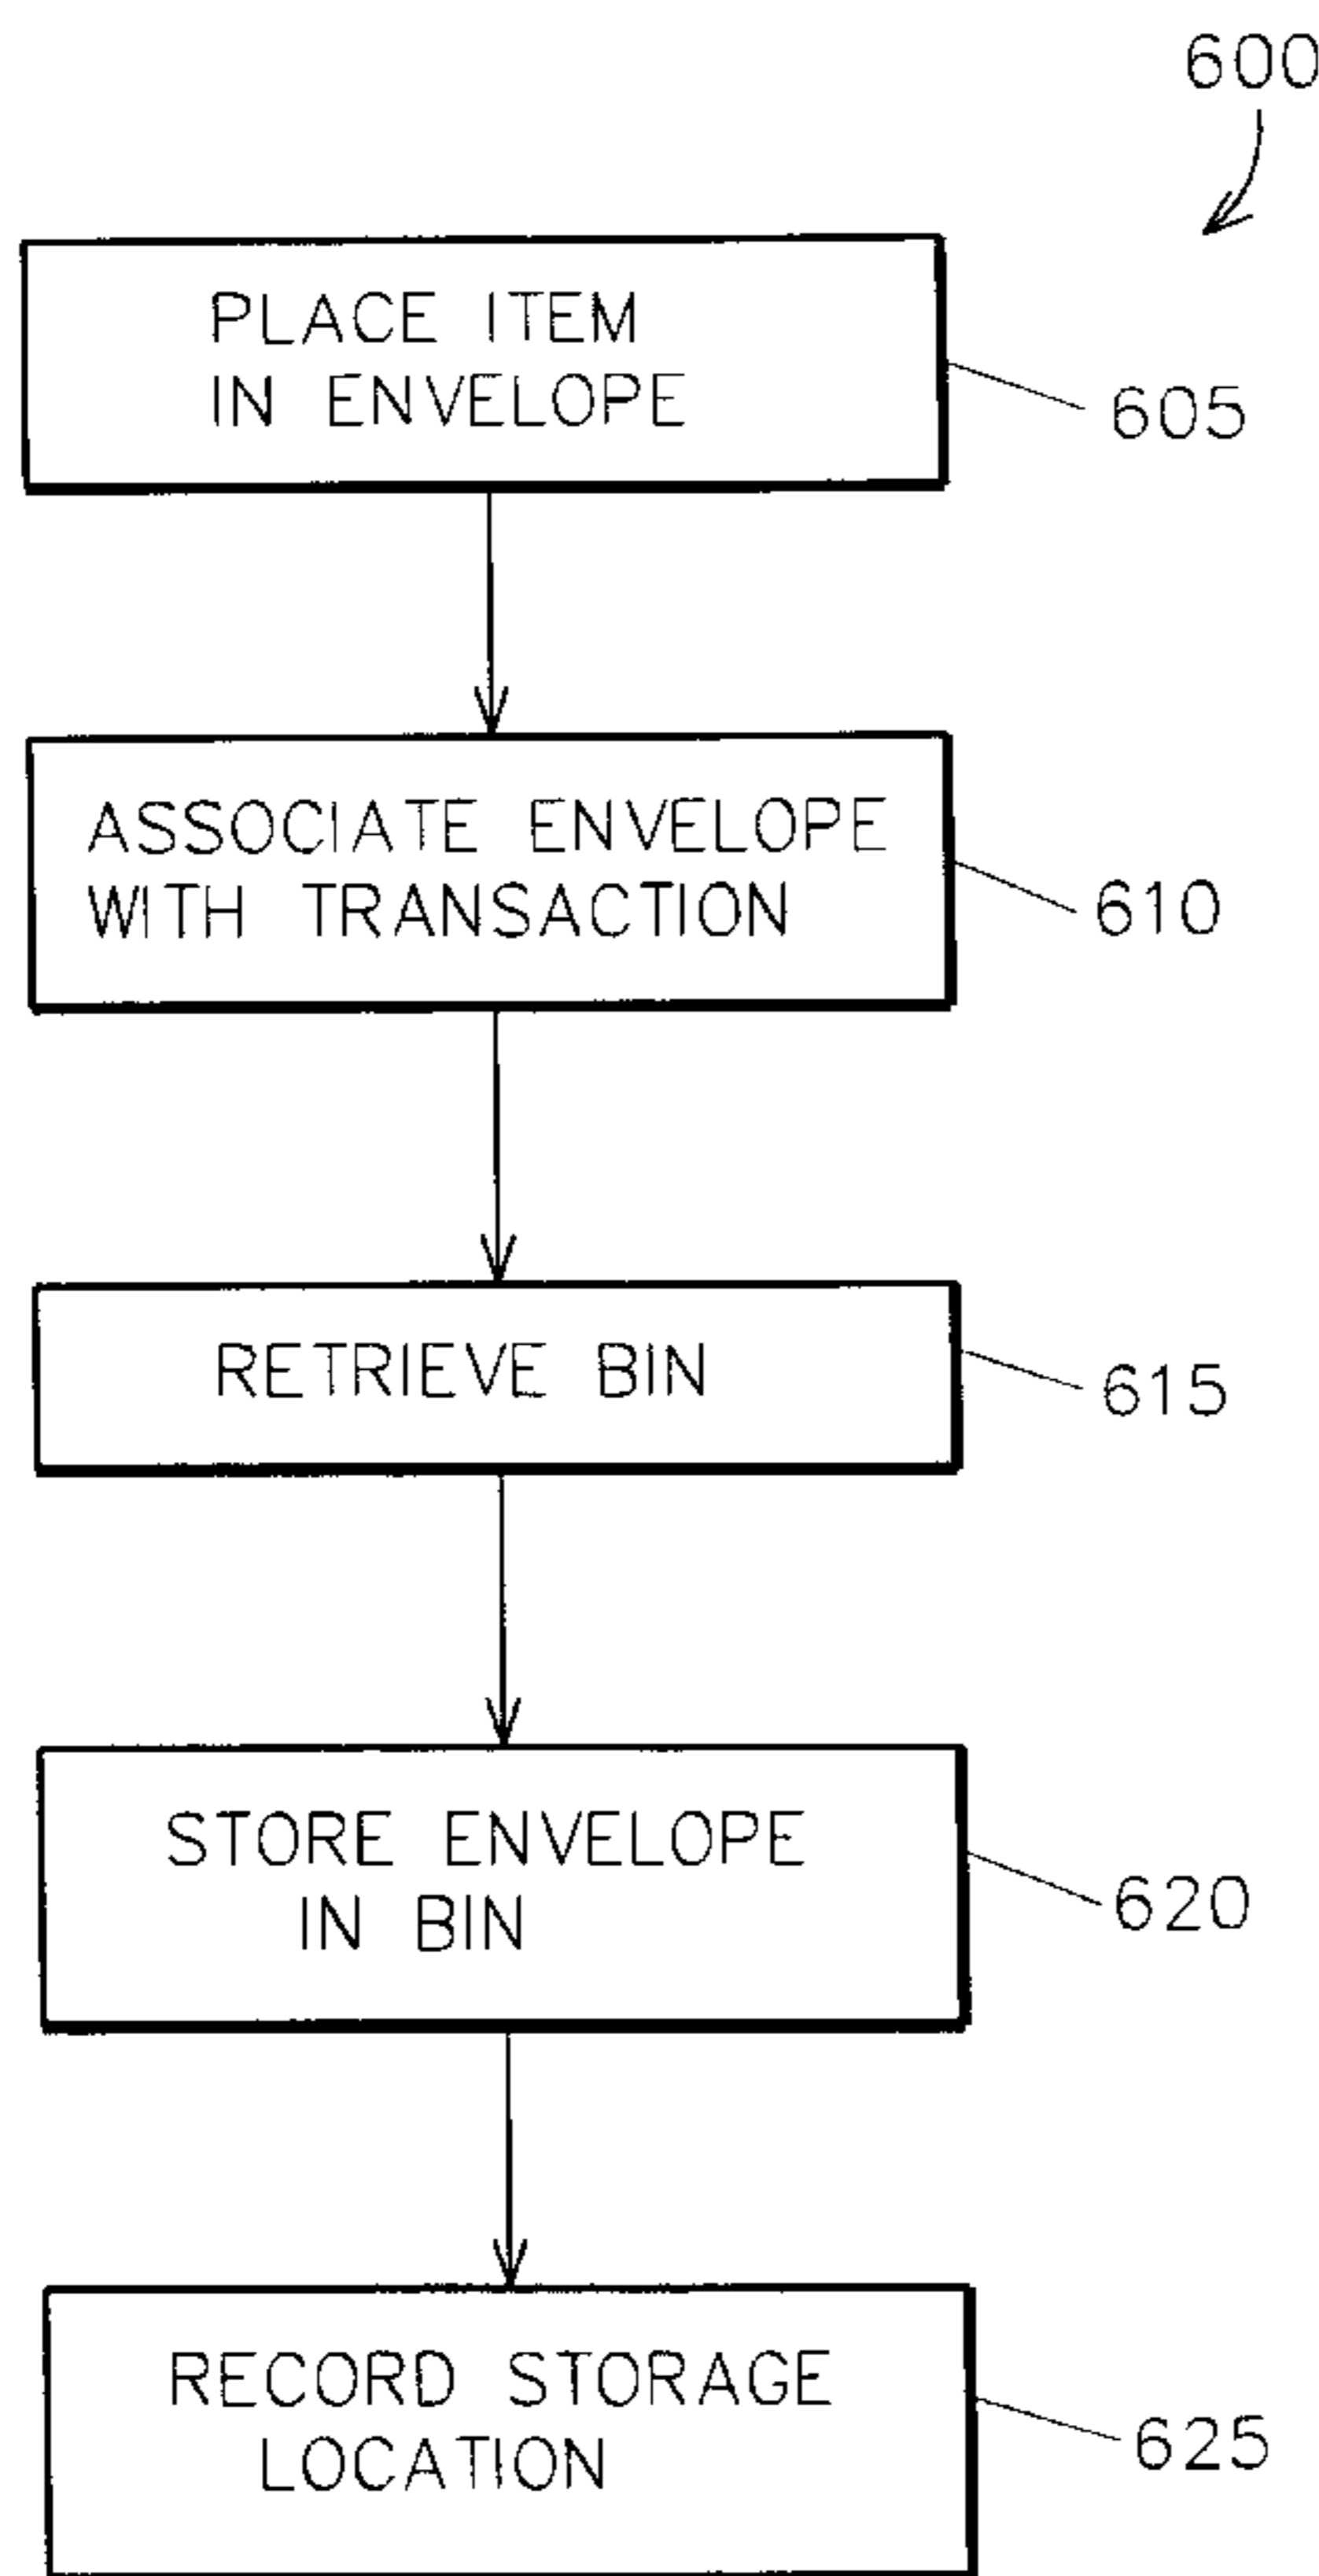 600
PLACE ITEM
IN ENVELOPE
605
ASSOCIATE ENVELOPE
WITH TRANSACTION
610
RETRIEVE BIN
615
STORE ENVELOPE
IN BIN
620
RECORD STORAGE
LOCATION
625